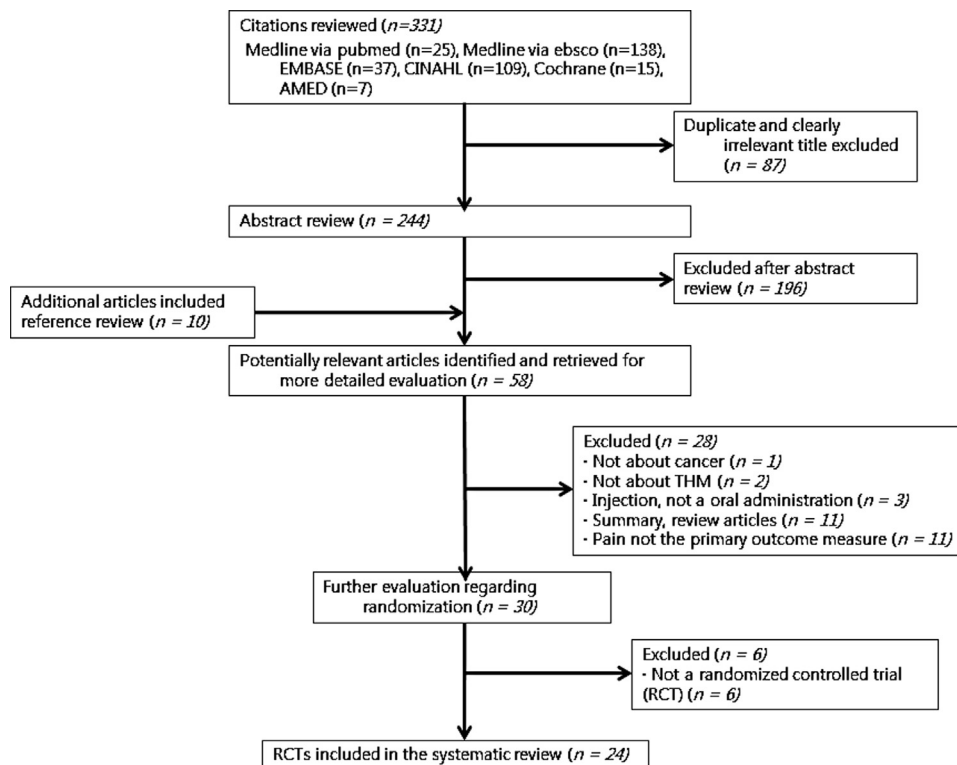 Citations reviewed (n=331)
Medline via pubmed (n=25), Medline via ebsco (n=138),
EMBASE (n=37), CINAHL (n=109), Cochrane (n=15),
AMED (n=7)
Duplicate and clearly
irrelevant title excluded
(n = 87)
Abstract review (n = 244)
Excluded after abstract
review (n = 196)
Additional articles included
reference review (n = 10)
Potentially relevant articles identified and retrieved for
more detailed evaluation (n = 58)
Excluded (n = 28)
· Not about cancer (n = 1)
· Not about THM (n = 2)
· Injection, not a oral administration (n = 3)
· Summary, review articles (n = 11)
· Pain not the primary outcome measure (n = 11)
Further evaluation regarding
randomization (n = 30)
Excluded (n = 6)
· Not a randomized controlled trial
(RCT) (n = 6)
RCTs included in the systematic review (n = 24)